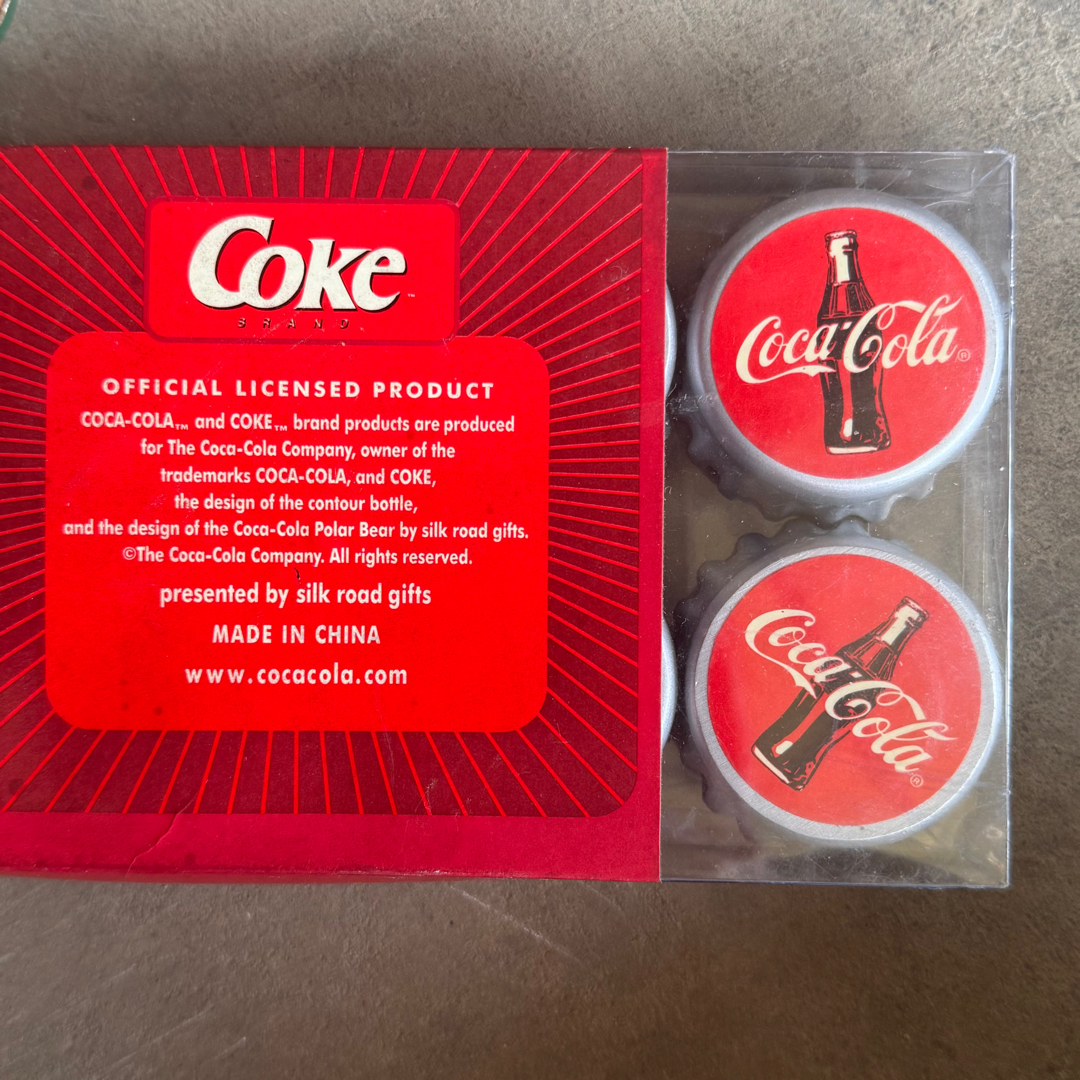 Coke™
BRAND
OFFiCiAL LICENSED PRODUCT
COCA-COLA™ and COKE™ brand products are produced
for The Coca-Cola Company, owner of the
trademarks COCA-COLA, and COKE,
the design of the contour bottle,
and the design of the Coca-Cola Polar Bear by silk road gifts.
©The Coca-Cola Company. All rights reserved.
presented by silk road gifts
MADE IN CHINA
www.cocacola.com
Coca-Cola®
Coca-Cola®